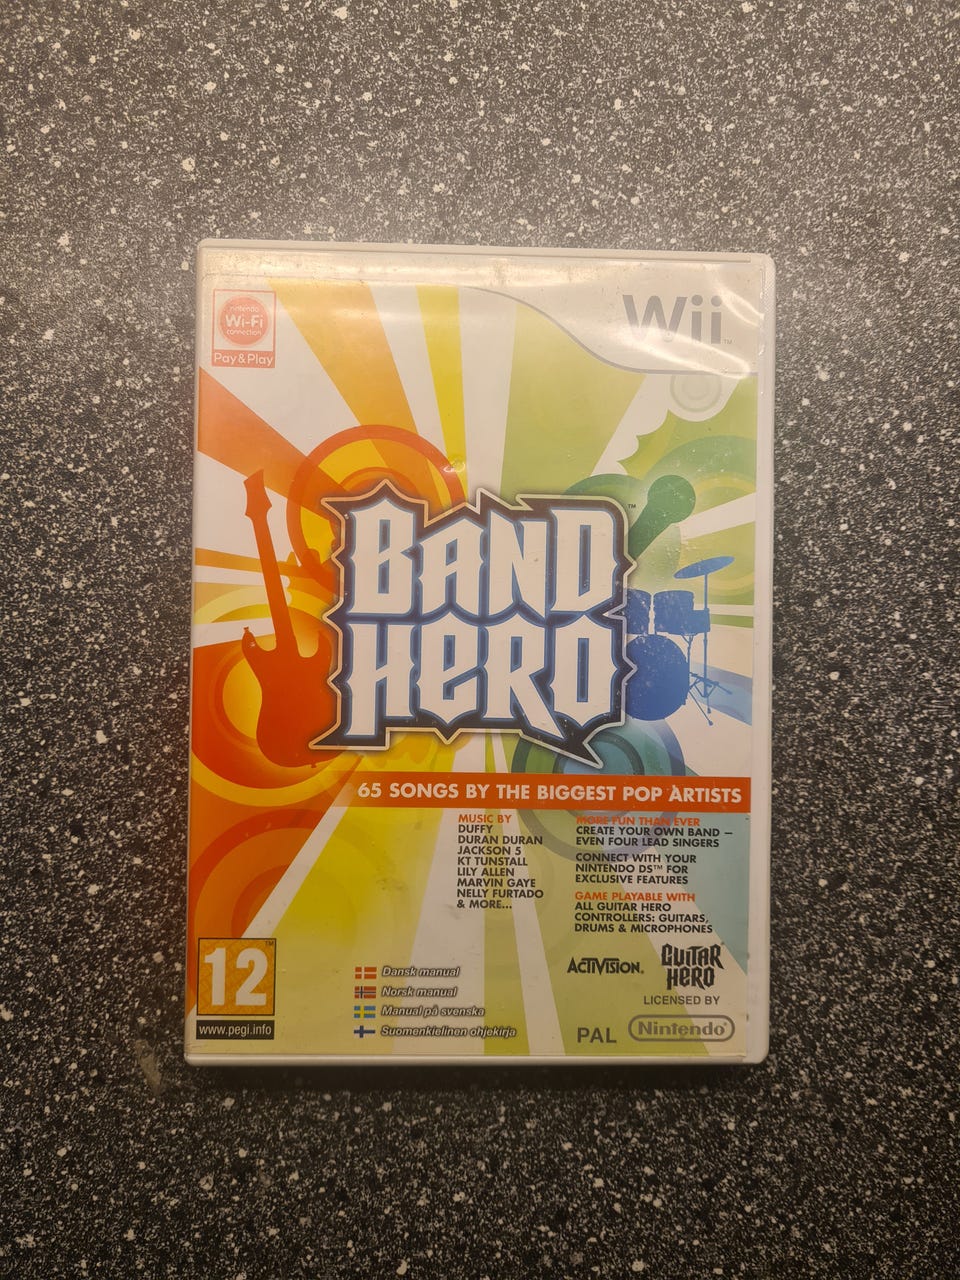 nintendo
Wi-Fi
connection
Pay & Play
Wii™
BAND™
HERO
65 SONGS BY THE BIGGEST POP ARTISTS
MUSIC BY
DUFFY
DURAN DURAN
JACKSON 5
KT TUNSTALL
LILY ALLEN
MARVIN GAYE
NELLY FURTADO
& MORE...
MORE FUN THAN EVER
CREATE YOUR OWN BAND –
EVEN FOUR LEAD SINGERS
CONNECT WITH YOUR
NINTENDO DS™ FOR
EXCLUSIVE FEATURES
GAME PLAYABLE WITH
ALL GUITAR HERO
CONTROLLERS: GUITARS,
DRUMS & MICROPHONES
12™
www.pegi.info
Dansk manual
Norsk manual
Manual på svenska
Suomenkielinen ohjekirja
ACTIVISION®
GUITAR
HERO
LICENSED BY
PAL
Nintendo®